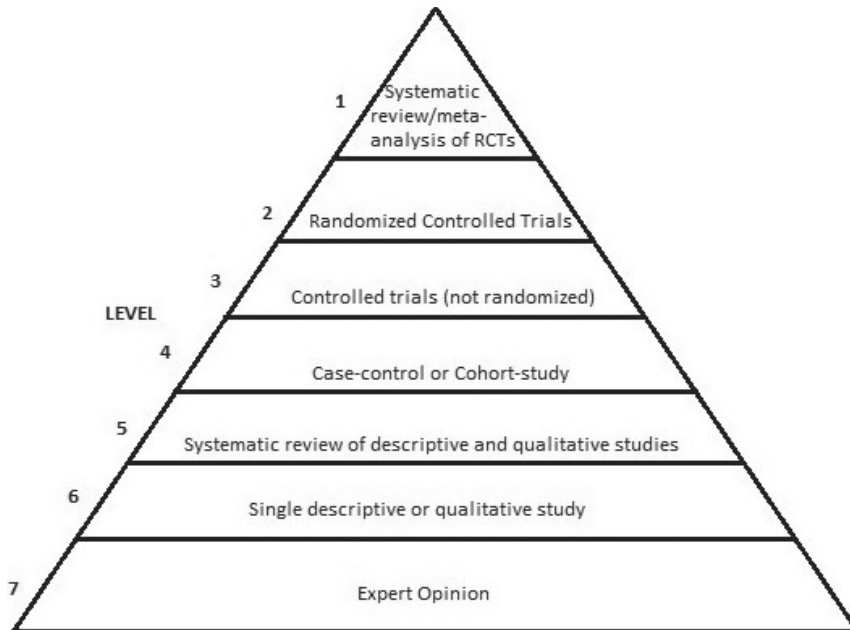 1
Systematic
review/meta-
analysis of RCTs
2
Randomized Controlled Trials
3
Controlled trials (not randomized)
LEVEL
4
Case-control or Cohort-study
5
Systematic review of descriptive and qualitative studies
6
Single descriptive or qualitative study
7
Expert Opinion